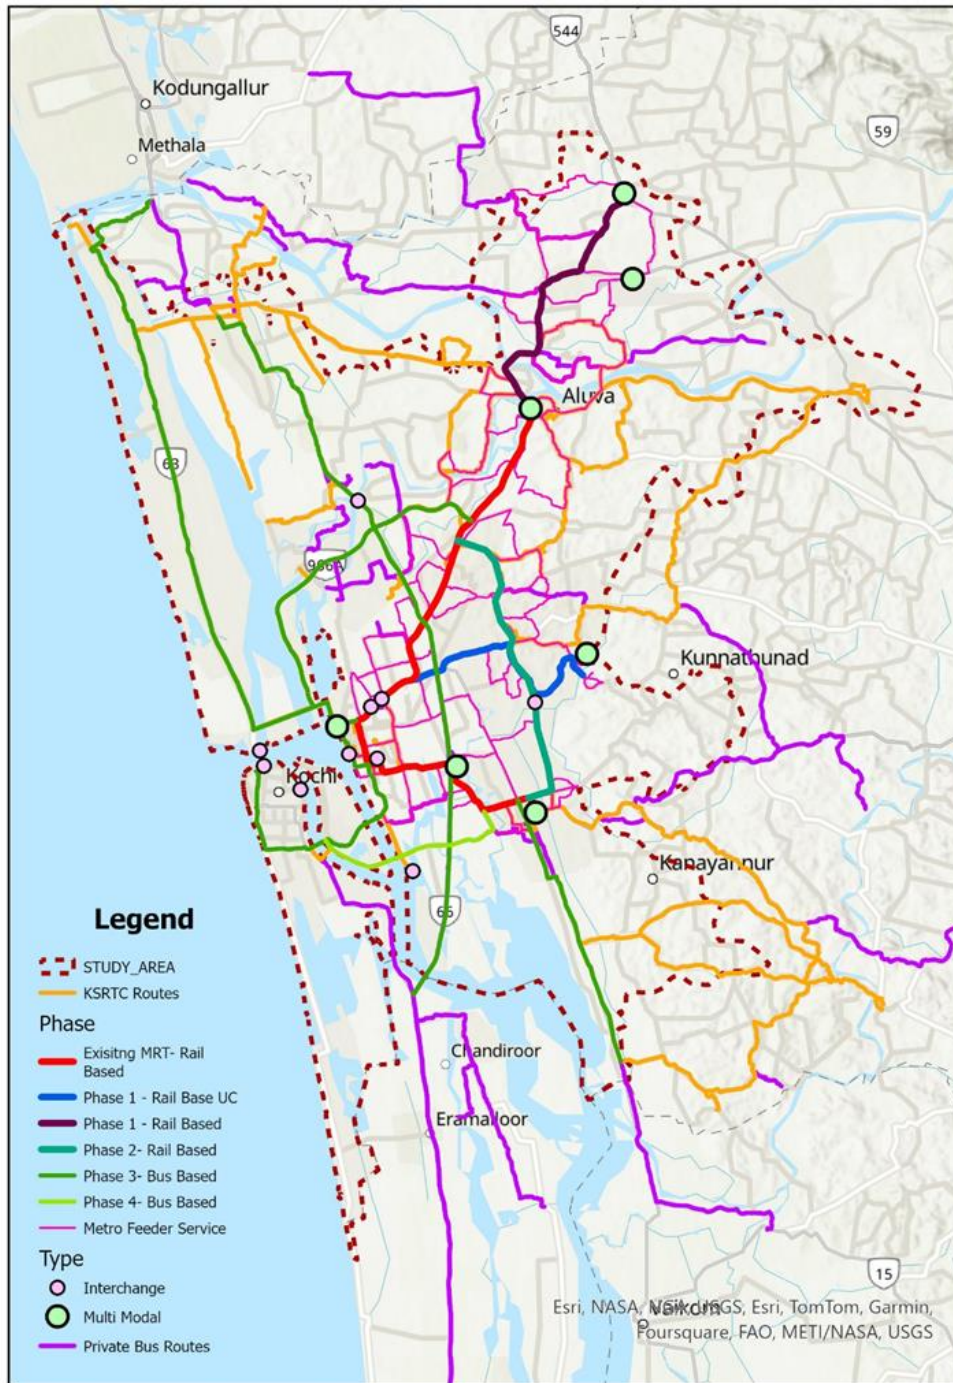 544
Kodungallur
59
Methala
Aluva
63
966A
Kunnathunad
Kochi
Kanayannur
66
Legend
STUDY_AREA
KSRTC Routes
Phase
Exisitng MRT- Rail
Based
Phase 1 - Rail Base UC
Phase 1 - Rail Based
Phase 2- Rail Based
Phase 3- Bus Based
Phase 4- Bus Based
Metro Feeder Service
Type
Interchange
Multi Modal
Private Bus Routes
Chandiroor
Eramalloor
15
Vaikom
Esri, NASA, NGA, USGS, Esri, TomTom, Garmin,
Foursquare, FAO, METI/NASA, USGS